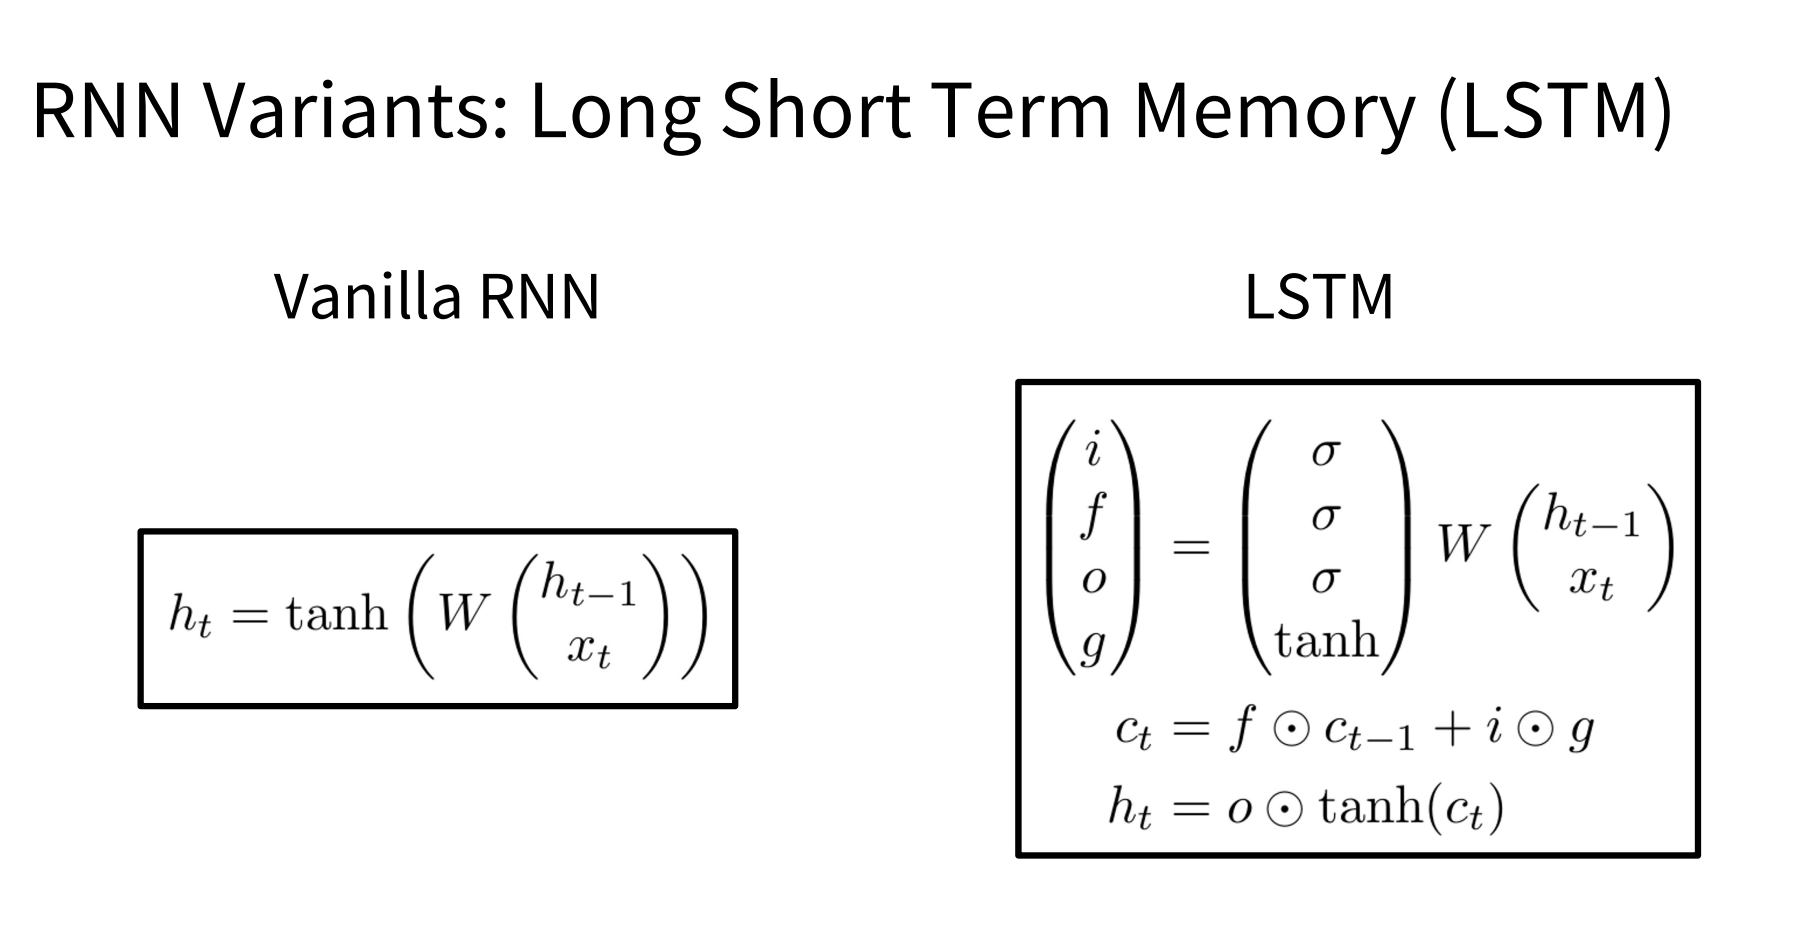 RNN Variants: Long Short Term Memory (LSTM)
Vanilla RNN
h_t = tanh ( W ( h_{t−1} x_t ) )
LSTM
( i f o g ) = ( σ σ σ tanh ) W ( h_{t−1} x_t )
c_t = f ⊙ c_{t−1} + i ⊙ g
h_t = o ⊙ tanh(c_t)